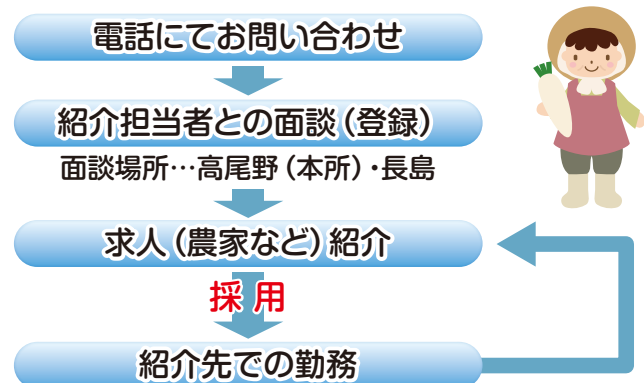 電話にてお問い合わせ
紹介担当者との面談（登録）
面談場所…高尾野（本所）・長島
求人（農家など）紹介
採用
紹介先での勤務